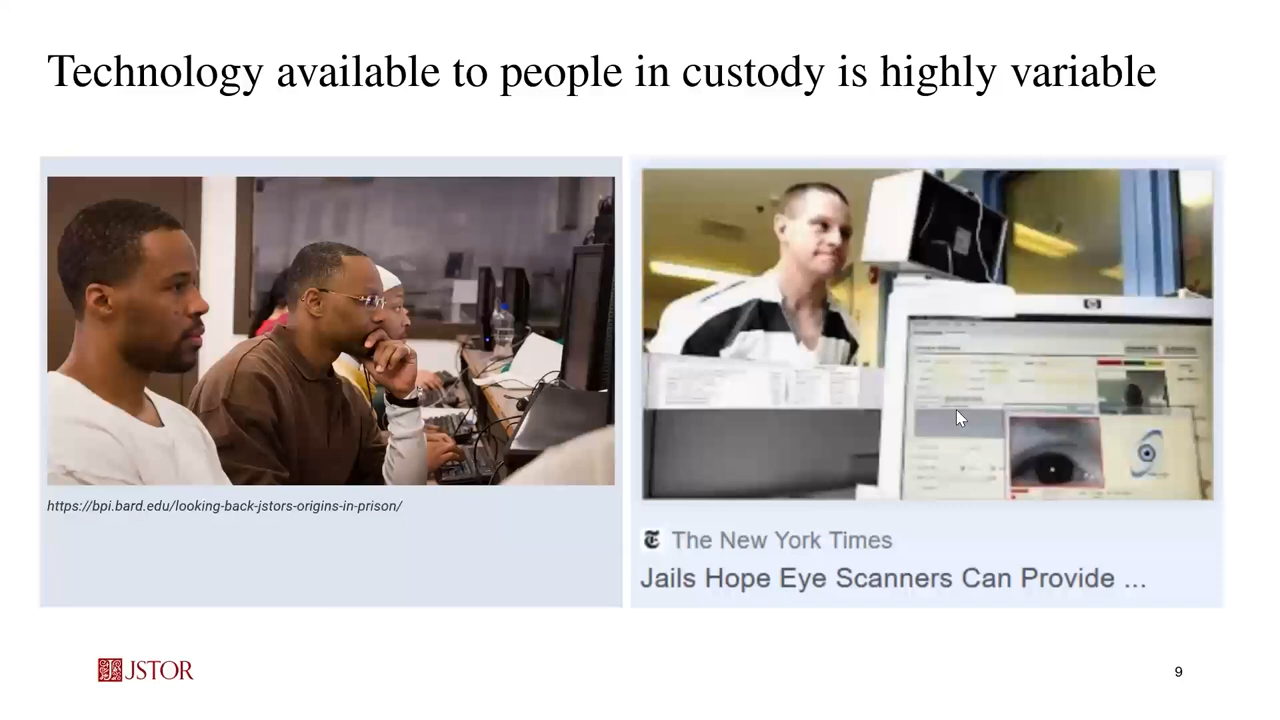 Technology available to people in custody is highly variable
https://bpi.bard.edu/looking-back-jstors-origins-in-prison/
hp
The New York Times
Jails Hope Eye Scanners Can Provide ...
JSTOR
9